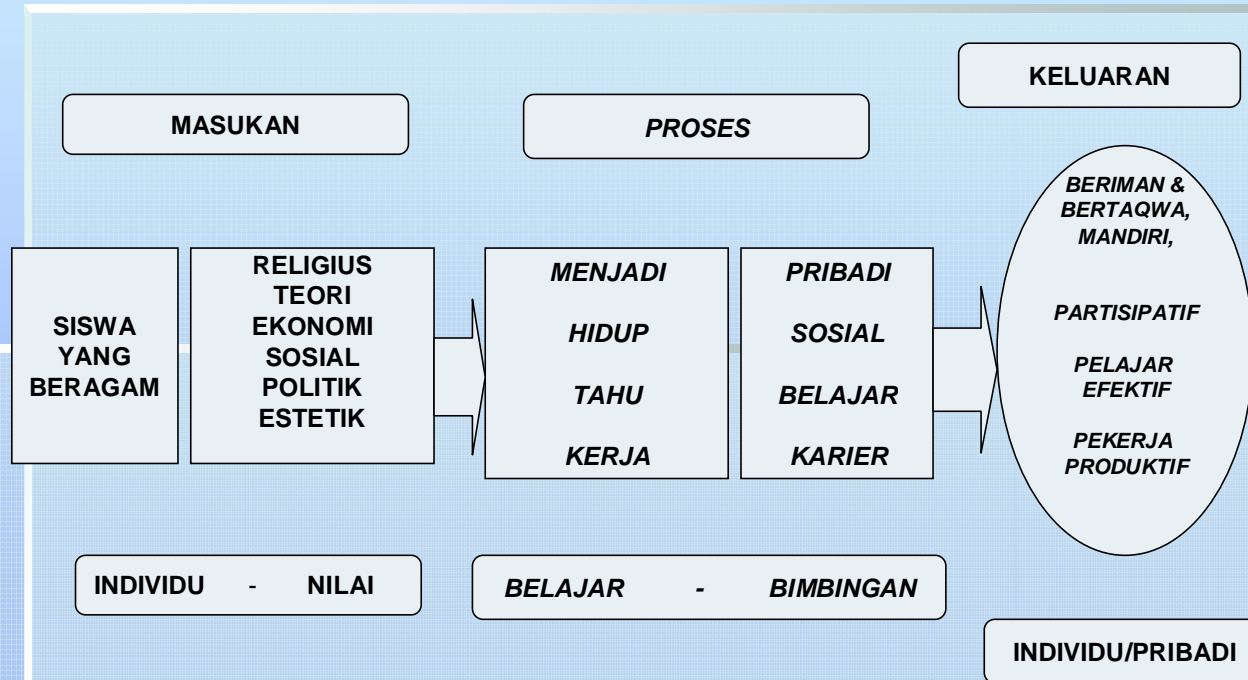 KELUARAN
MASUKAN
PROSES
SISWA
YANG
BERAGAM
RELIGIUS
TEORI
EKONOMI
SOSIAL
POLITIK
ESTETIK
MENJADI
HIDUP
TAHU
KERJA
PRIBADI
SOSIAL
BELAJAR
KARIER
BERIMAN &
BERTAQWA,
MANDIRI,
PARTISIPATIF
PELAJAR
EFEKTIF
PEKERJA
PRODUKTIF
INDIVIDU - NILAI
BELAJAR - BIMBINGAN
INDIVIDU/PRIBADI